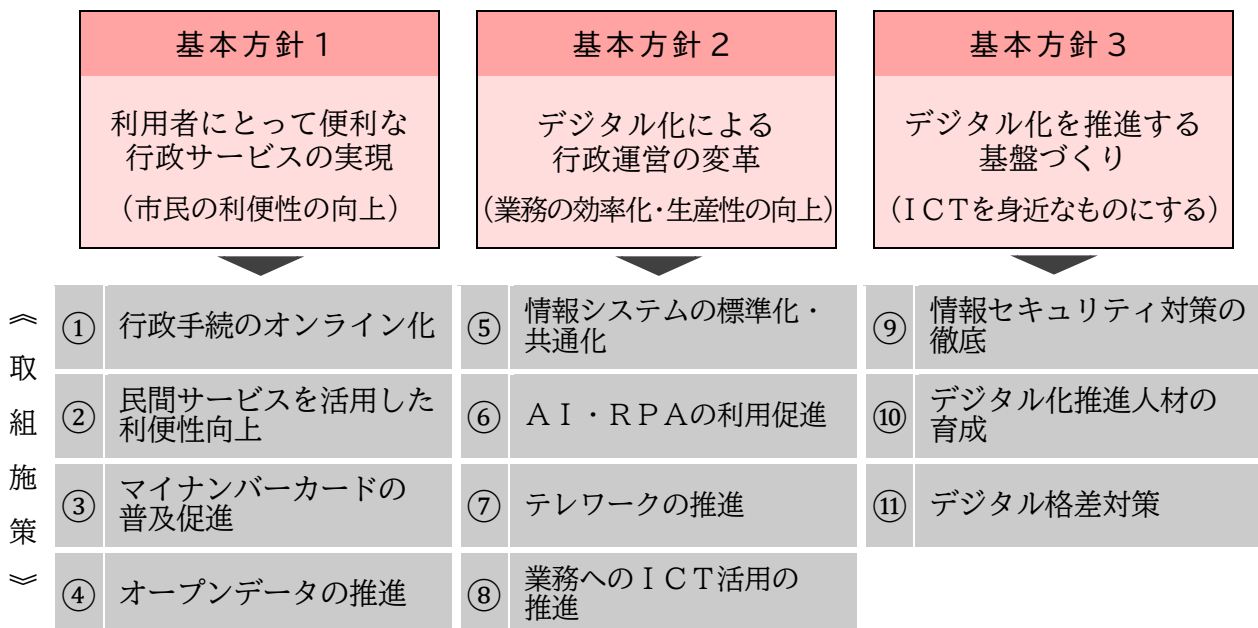 基本方針1
利用者にとって便利な
行政サービスの実現
（市民の利便性の向上）
基本方針2
デジタル化による
行政運営の変革
（業務の効率化・生産性の向上）
基本方針3
デジタル化を推進する
基盤づくり
（ＩＣＴを身近なものにする）
《取組施策》
① 行政手続のオンライン化
② 民間サービスを活用した
利便性向上
③ マイナンバーカードの
普及促進
④ オープンデータの推進
⑤ 情報システムの標準化・
共通化
⑥ ＡＩ・ＲＰＡの利用促進
⑦ テレワークの推進
⑧ 業務へのＩＣＴ活用の
推進
⑨ 情報セキュリティ対策の
徹底
⑩ デジタル化推進人材の
育成
⑪ デジタル格差対策